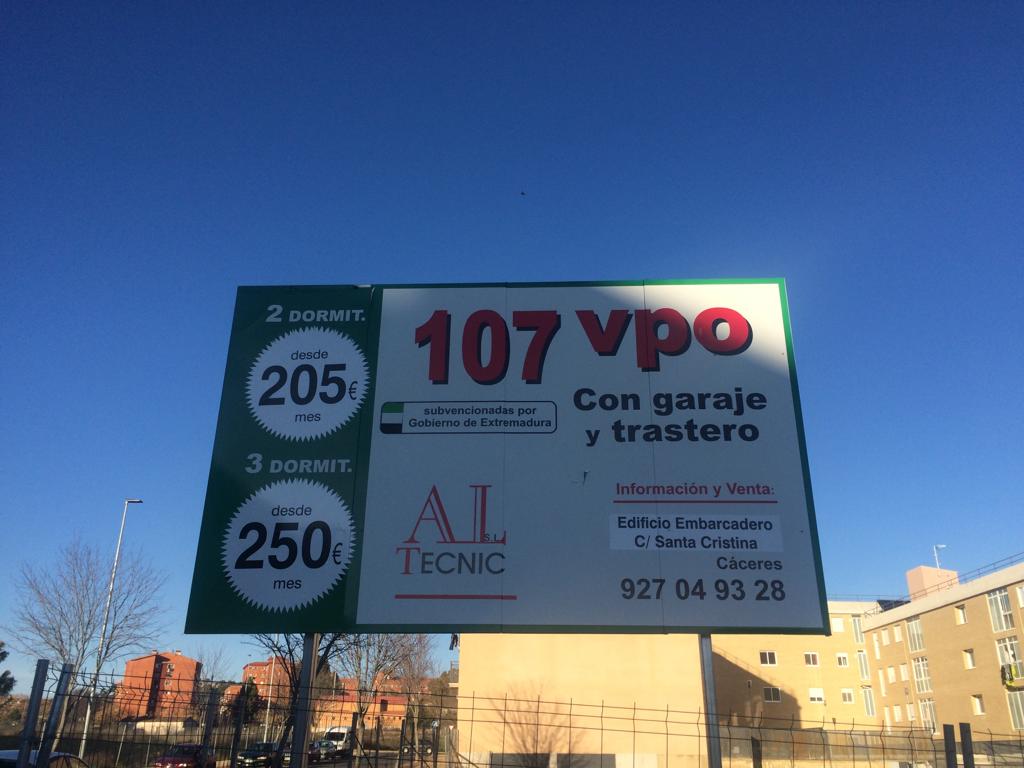 2 DORMIT.
desde
205€
mes
3 DORMIT.
desde
250€
mes
107 vpo
subvencionadas por
Gobierno de Extremadura
Con garaje
y trastero
AL S.L.
TECNIC
Información y Venta:
Edificio Embarcadero
C/ Santa Cristina
Cáceres
927 04 93 28